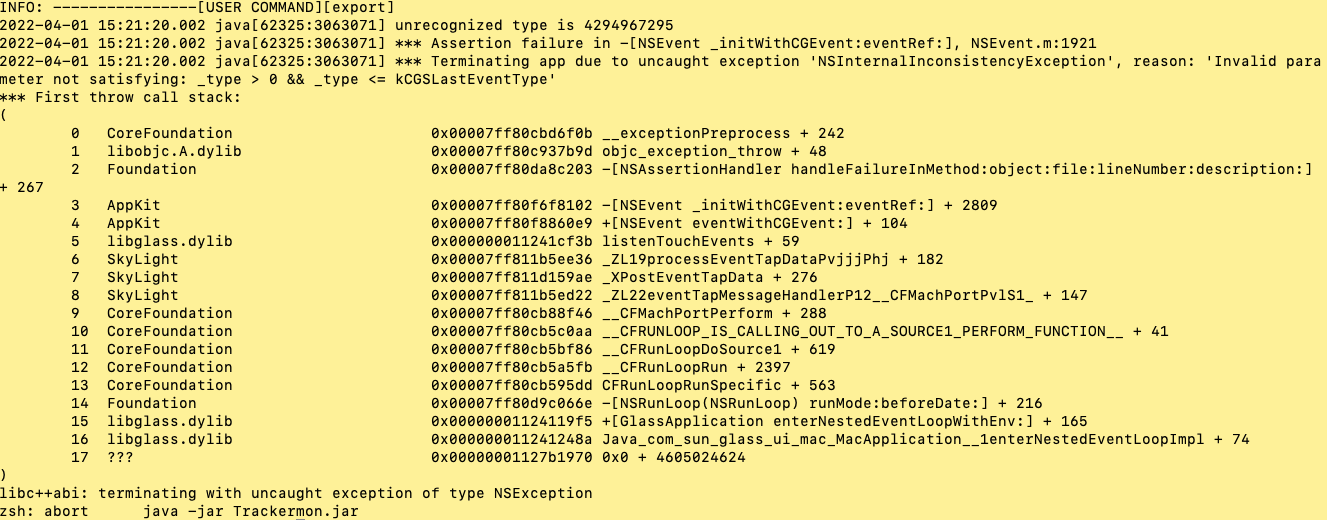 INFO: ----------------[USER COMMAND][export]
2022-04-01 15:21:20.002 java[62325:3063071] unrecognized type is 4294967295
2022-04-01 15:21:20.002 java[62325:3063071] *** Assertion failure in -[NSEvent _initWithCGEvent:eventRef:], NSEvent.m:1921
2022-04-01 15:21:20.002 java[62325:3063071] *** Terminating app due to uncaught exception 'NSInternalInconsistencyException', reason: 'Invalid para
meter not satisfying: _type > 0 && _type <= kCGSLastEventType'
*** First throw call stack:
(
0 CoreFoundation 0x00007ff80cbd6f0b __exceptionPreprocess + 242
1 libobjc.A.dylib 0x00007ff80c937b9d objc_exception_throw + 48
2 Foundation 0x00007ff80da8c203 -[NSAssertionHandler handleFailureInMethod:object:file:lineNumber:description:]
+ 267
3 AppKit 0x00007ff80f6f8102 -[NSEvent _initWithCGEvent:eventRef:] + 2809
4 AppKit 0x00007ff80f8860e9 +[NSEvent eventWithCGEvent:] + 104
5 libglass.dylib 0x000000011241cf3b listenTouchEvents + 59
6 SkyLight 0x00007ff811b5ee36 _ZL19processEventTapDataPvjjjPhj + 182
7 SkyLight 0x00007ff811d159ae _XPostEventTapData + 276
8 SkyLight 0x00007ff811b5ed22 _ZL22eventTapMessageHandlerP12__CFMachPortPvlS1_ + 147
9 CoreFoundation 0x00007ff80cb88f46 __CFMachPortPerform + 288
10 CoreFoundation 0x00007ff80cb5c0aa __CFRUNLOOP_IS_CALLING_OUT_TO_A_SOURCE1_PERFORM_FUNCTION__ + 41
11 CoreFoundation 0x00007ff80cb5bf86 __CFRunLoopDoSource1 + 619
12 CoreFoundation 0x00007ff80cb5a5fb __CFRunLoopRun + 2397
13 CoreFoundation 0x00007ff80cb595dd CFRunLoopRunSpecific + 563
14 Foundation 0x00007ff80d9c066e -[NSRunLoop(NSRunLoop) runMode:beforeDate:] + 216
15 libglass.dylib 0x00000001124119f5 +[GlassApplication enterNestedEventLoopWithEnv:] + 165
16 libglass.dylib 0x000000011241248a Java_com_sun_glass_ui_mac_MacApplication__1enterNestedEventLoopImpl + 74
17 ??? 0x00000001127b1970 0x0 + 4605024624
)
libc++abi: terminating with uncaught exception of type NSException
zsh: abort java -jar Trackermon.jar